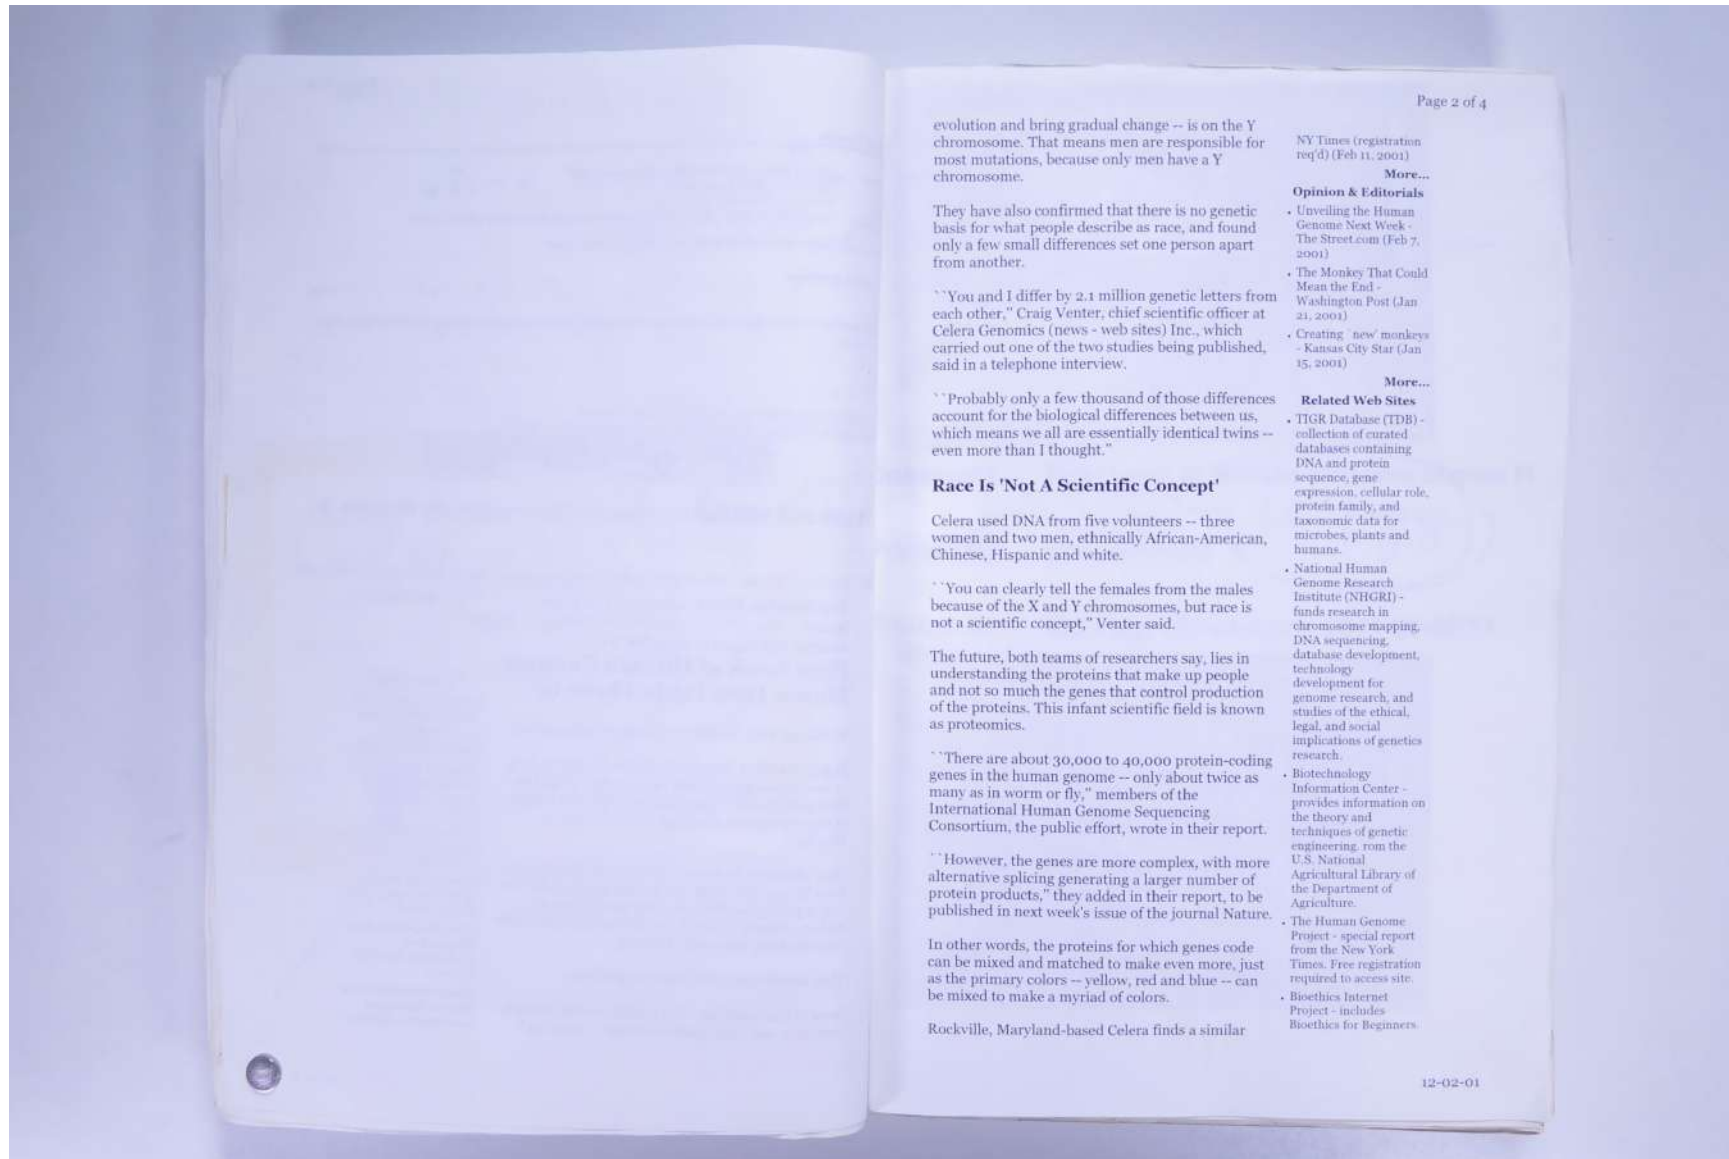 Page 2 of 4
evolution and bring gradual change -- is on the Y
chromosome. That means men are responsible for
most mutations, because only men have a Y
chromosome.
They have also confirmed that there is no genetic
basis for what people describe as race, and found
only a few small differences set one person apart
from another.
``You and I differ by 2.1 million genetic letters from
each other,'' Craig Venter, chief scientific officer at
Celera Genomics (news - web sites) Inc., which
carried out one of the two studies being published,
said in a telephone interview.
``Probably only a few thousand of those differences
account for the biological differences between us,
which means we all are essentially identical twins --
even more than I thought.''
Race Is 'Not A Scientific Concept'
Celera used DNA from five volunteers -- three
women and two men, ethnically African-American,
Chinese, Hispanic and white.
``You can clearly tell the females from the males
because of the X and Y chromosomes, but race is
not a scientific concept,'' Venter said.
The future, both teams of researchers say, lies in
understanding the proteins that make up people
and not so much the genes that control production
of the proteins. This infant scientific field is known
as proteomics.
``There are about 30,000 to 40,000 protein-coding
genes in the human genome -- only about twice as
many as in worm or fly,'' members of the
International Human Genome Sequencing
Consortium, the public effort, wrote in their report.
``However, the genes are more complex, with more
alternative splicing generating a larger number of
protein products,'' they added in their report, to be
published in next week's issue of the journal Nature.
In other words, the proteins for which genes code
can be mixed and matched to make even more, just
as the primary colors -- yellow, red and blue -- can
be mixed to make a myriad of colors.
Rockville, Maryland-based Celera finds a similar
NY Times (registration
req'd) (Feb 11, 2001)
More...
Opinion & Editorials
• Unveiling the Human
Genome Next Week -
The Street.com (Feb 7,
2001)
• The Monkey That Could
Mean the End -
Washington Post (Jan
21, 2001)
• Creating `new' monkeys
- Kansas City Star (Jan
15, 2001)
More...
Related Web Sites
• TIGR Database (TDB) -
collection of curated
databases containing
DNA and protein
sequence, gene
expression, cellular role,
protein family, and
taxonomic data for
microbes, plants and
humans.
• National Human
Genome Research
Institute (NHGRI) -
funds research in
chromosome mapping,
DNA sequencing,
database development,
technology
development for
genome research, and
studies of the ethical,
legal, and social
implications of genetics
research.
• Biotechnology
Information Center -
provides information on
the theory and
techniques of genetic
engineering. rom the
U.S. National
Agricultural Library of
the Department of
Agriculture.
• The Human Genome
Project - special report
from the New York
Times. Free registration
required to access site.
• Bioethics Internet
Project - includes
Bioethics for Beginners.
12-02-01